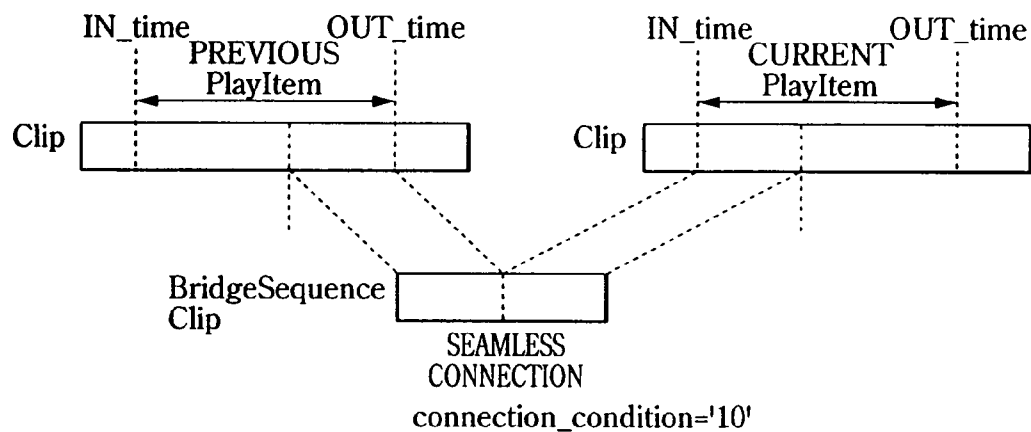 IN_time OUT_time IN_time OUT_time
PREVIOUS CURRENT
PlayItem PlayItem
Clip Clip
BridgeSequence
Clip
SEAMLESS
CONNECTION
connection_condition='10'